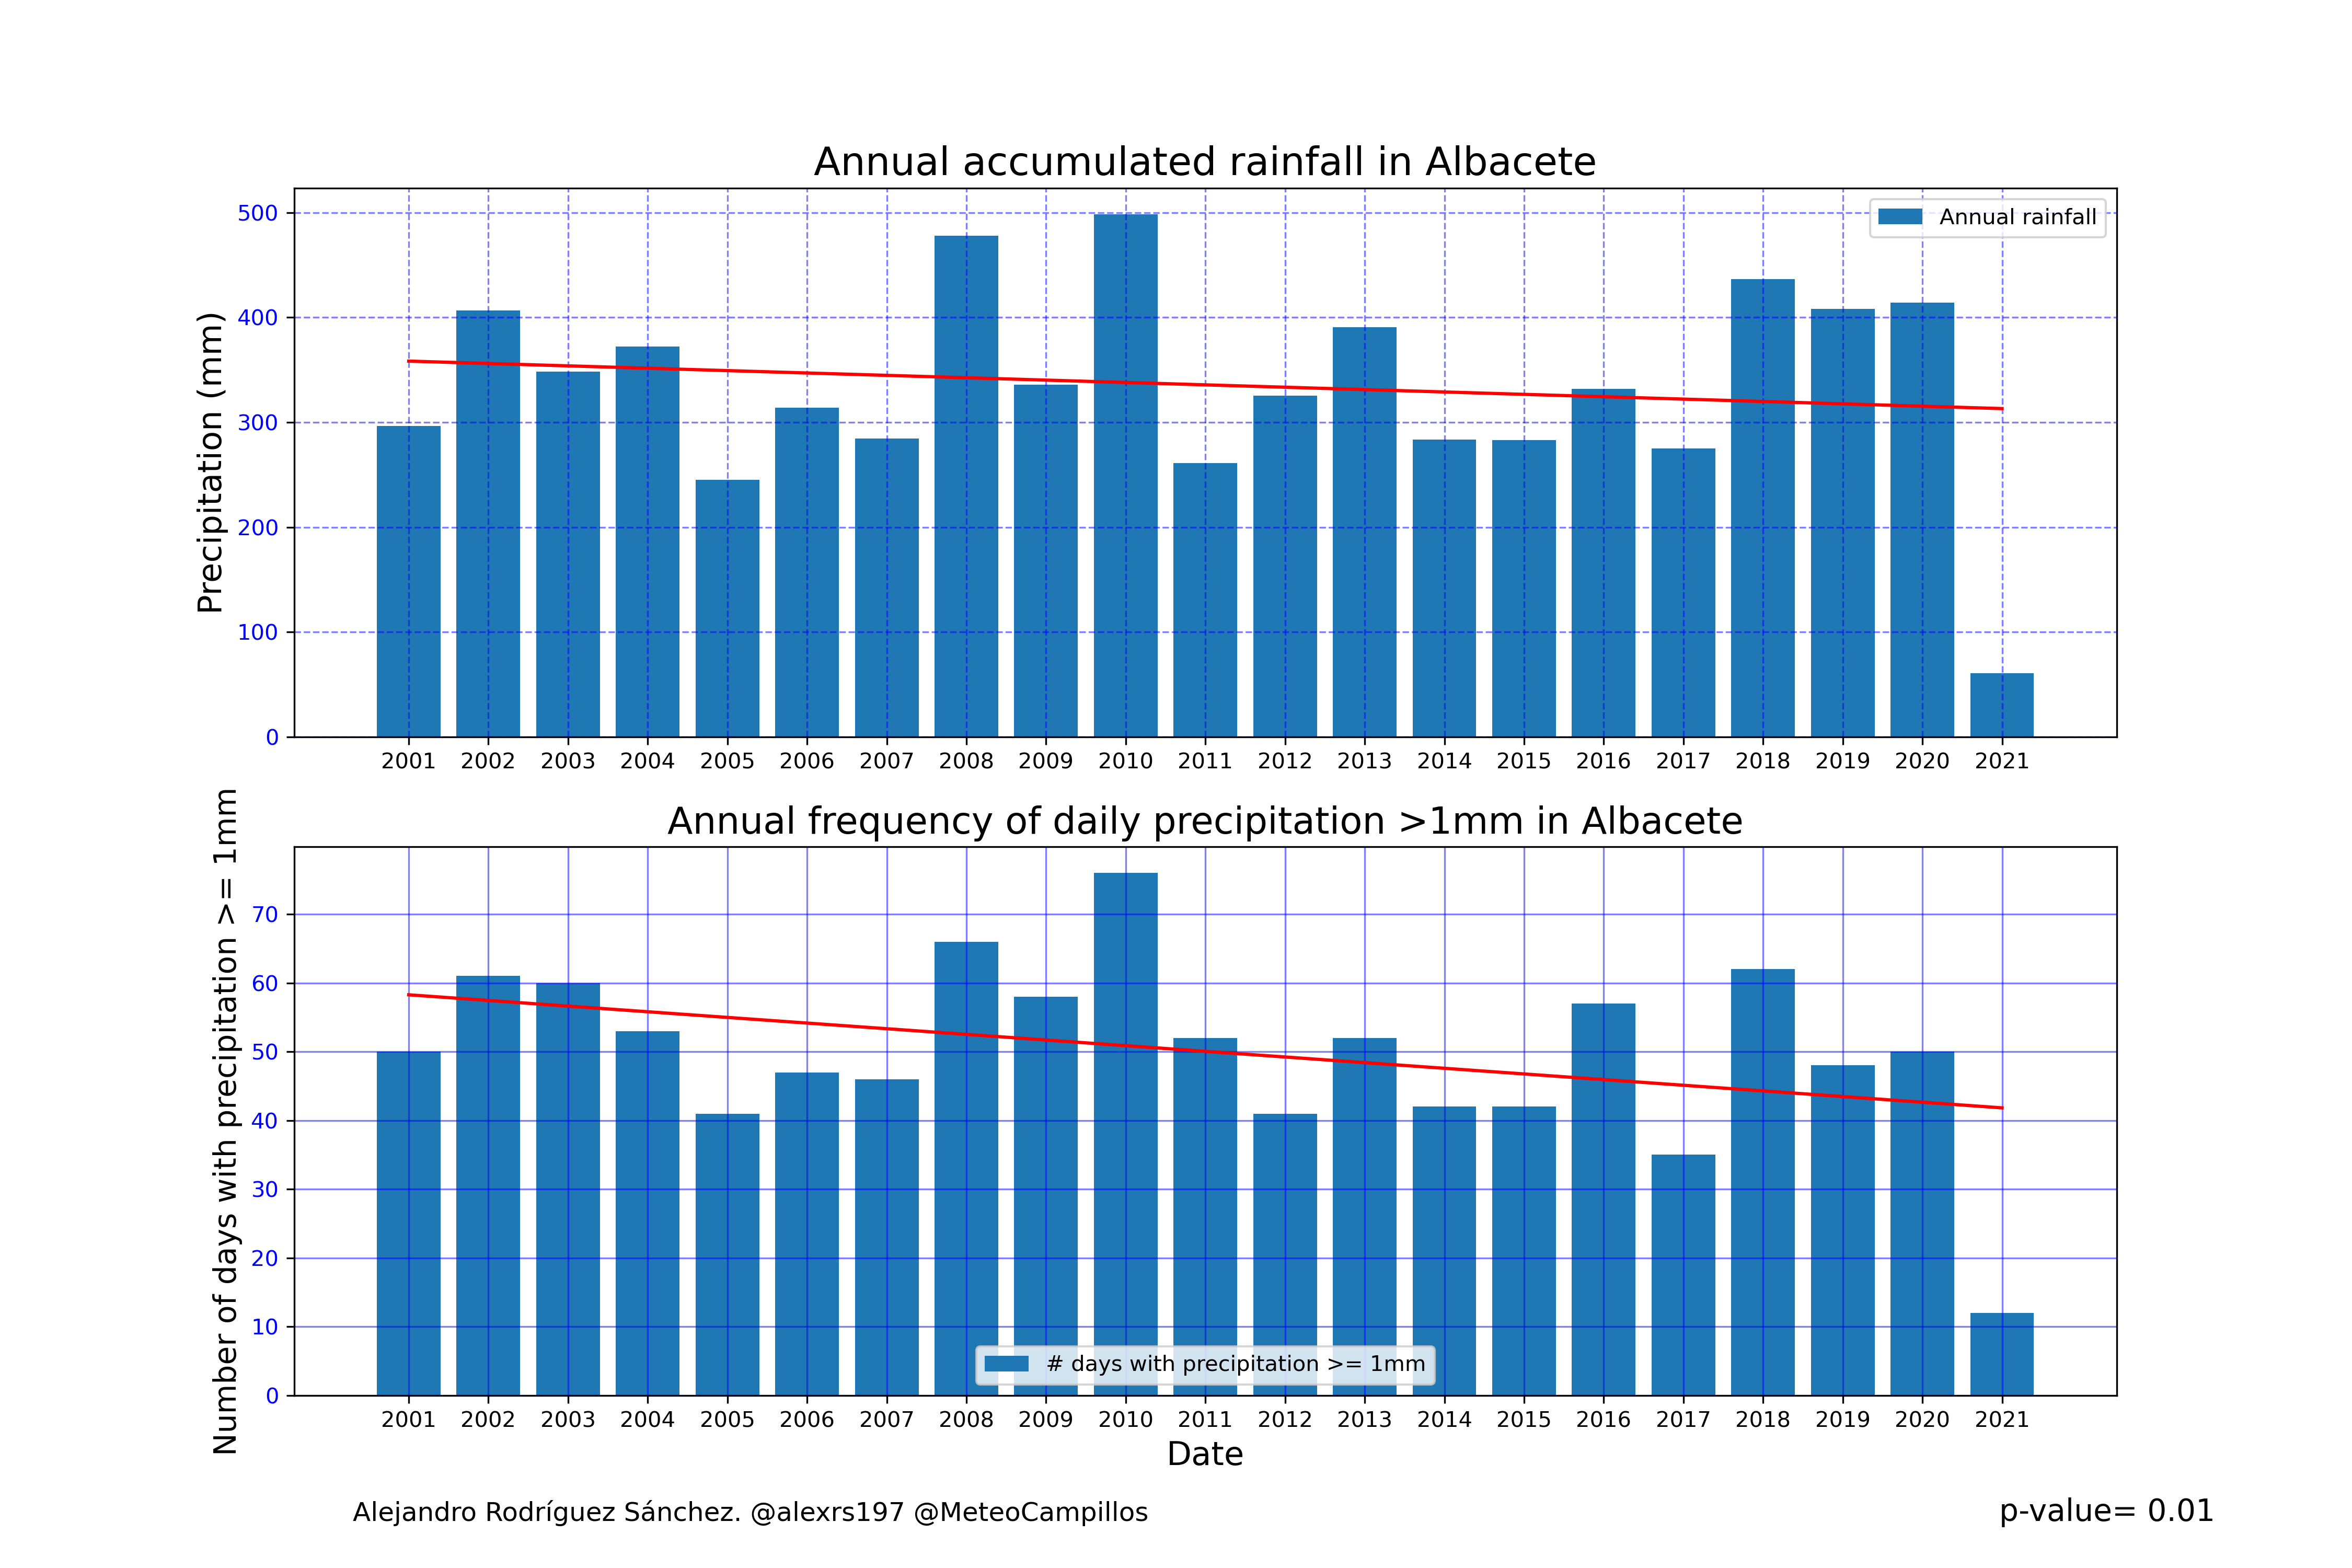 Annual accumulated rainfall in Albacete
Precipitation (mm)
500
400
300
200
100
0
Annual rainfall
2001 2002 2003 2004 2005 2006 2007 2008 2009 2010 2011 2012 2013 2014 2015 2016 2017 2018 2019 2020 2021
Annual frequency of daily precipitation >1mm in Albacete
Number of days with precipitation >= 1mm
70
60
50
40
30
20
10
0
# days with precipitation >= 1mm
2001 2002 2003 2004 2005 2006 2007 2008 2009 2010 2011 2012 2013 2014 2015 2016 2017 2018 2019 2020 2021
Date
Alejandro Rodríguez Sánchez. @alexrs197 @MeteoCampillos
p-value= 0.01